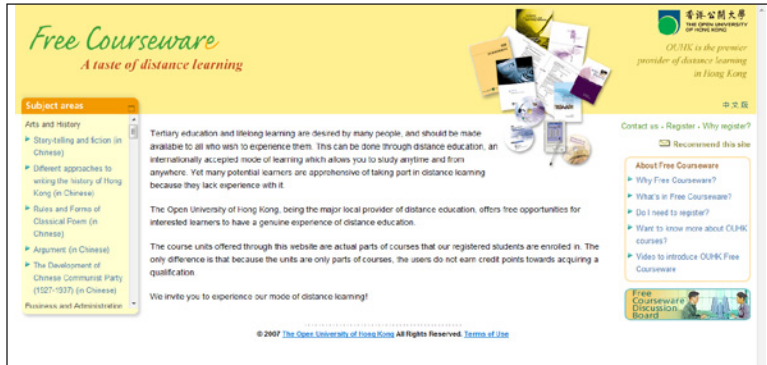 Free Courseware
A taste of distance learning
香港公開大學
THE OPEN UNIVERSITY
OF HONG KONG
OUHK is the premier
provider of distance learning
in Hong Kong
中文版
Subject areas
Arts and History
Story-telling and fiction (in
Chinese)
Different approaches to
writing the history of Hong
Kong (in Chinese)
Rules and Forms of
Classical Poem (in
Chinese)
Argument (in Chinese)
The Development of
Chinese Communist Party
(1927-1937) (in Chinese)
Business and Administration
Tertiary education and lifelong learning are desired by many people, and should be made
available to all who wish to experience them. This can be done through distance education, an
internationally accepted mode of learning which allows you to study anytime and from
anywhere. Yet many potential learners are apprehensive of taking part in distance learning
because they lack experience with it.
The Open University of Hong Kong, being the major local provider of distance education, offers free opportunities for
interested learners to have a genuine experience of distance education.
The course units offered through this website are actual parts of courses that our registered students are enrolled in. The
only difference is that because the units are only parts of courses, the users do not earn credit points towards acquiring a
qualification.
We invite you to experience our mode of distance learning!
Contact us - Register - Why register?
Recommend this site
About Free Courseware
Why Free Courseware?
What's in Free Courseware?
Do I need to register?
Want to know more about OUHK
courses?
Video to introduce OUHK Free
Courseware
Free
Courseware
Discussion
Board
© 2007 The Open University of Hong Kong All Rights Reserved. Terms of Use